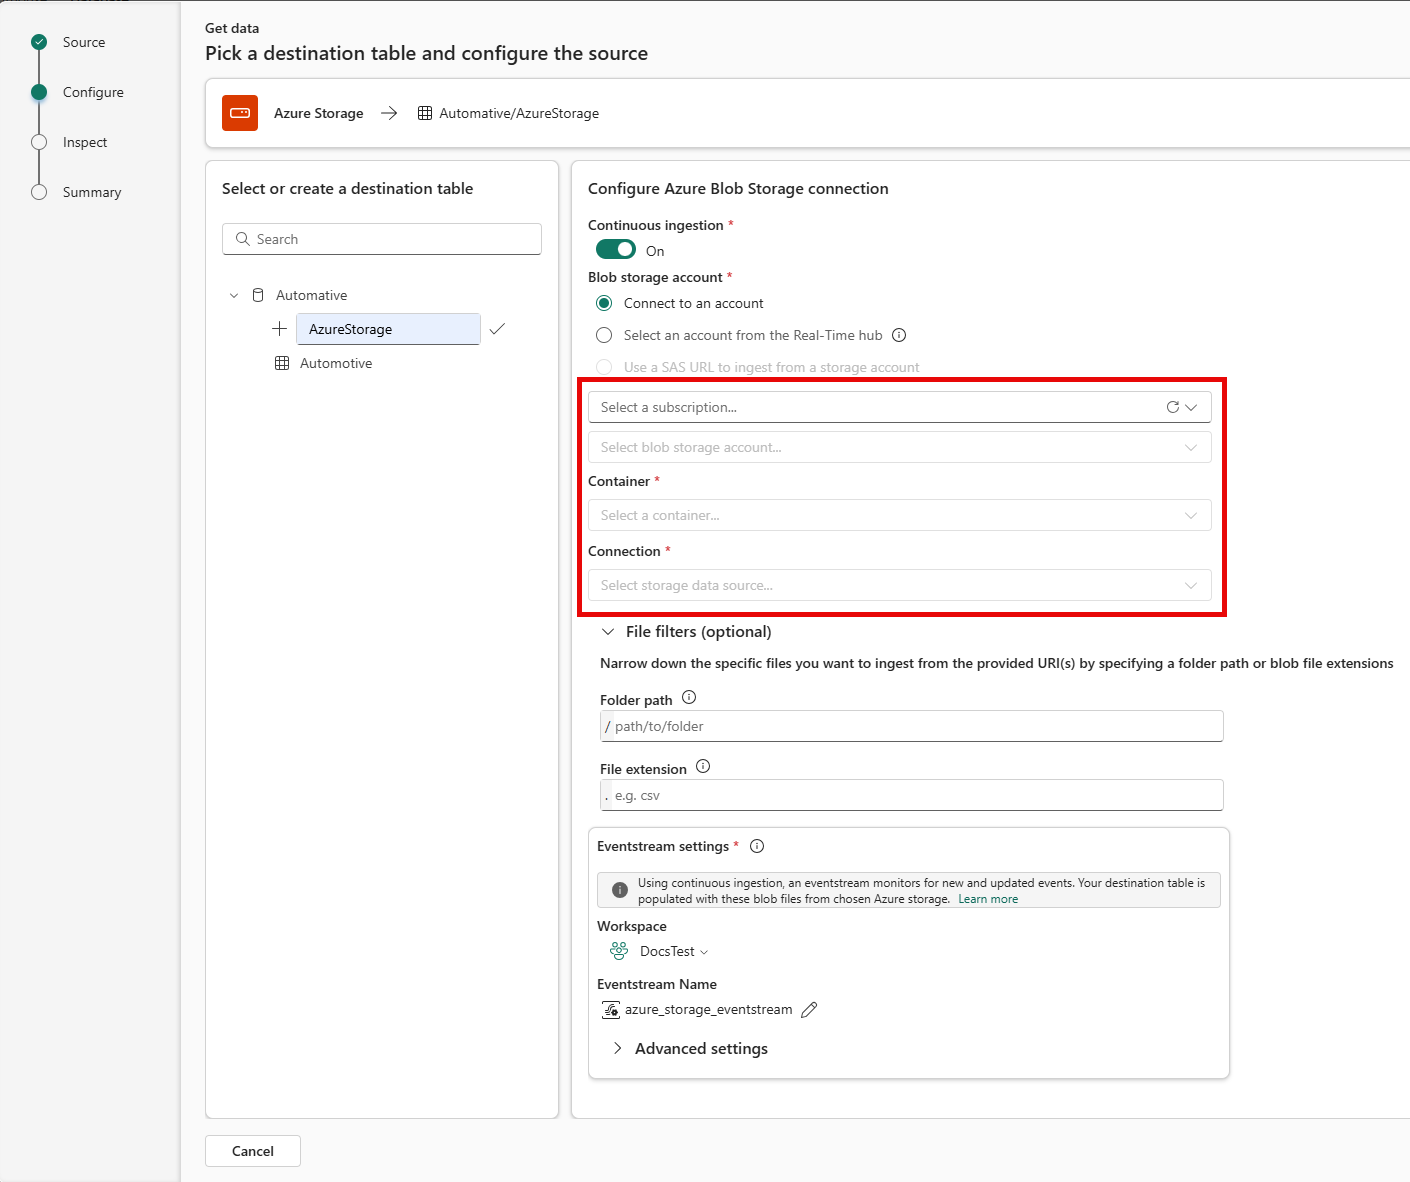 Source
Configure
Inspect
Summary
Get data
Pick a destination table and configure the source
Azure Storage
Automative/AzureStorage
Select or create a destination table
Search
Automative
AzureStorage
Automotive
Configure Azure Blob Storage connection
Continuous ingestion *
On
Blob storage account *
Connect to an account
Select an account from the Real-Time hub
Use a SAS URL to ingest from a storage account
Select a subscription...
Select blob storage account...
Container *
Select a container...
Connection *
Select storage data source...
File filters (optional)
Narrow down the specific files you want to ingest from the provided URI(s) by specifying a folder path or blob file extensions
Folder path
/ path/to/folder
File extension
. e.g. csv
Eventstream settings *
Using continuous ingestion, an eventstream monitors for new and updated events. Your destination table is
populated with these blob files from chosen Azure storage. Learn more
Workspace
DocsTest
Eventstream Name
azure_storage_eventstream
Advanced settings
Cancel